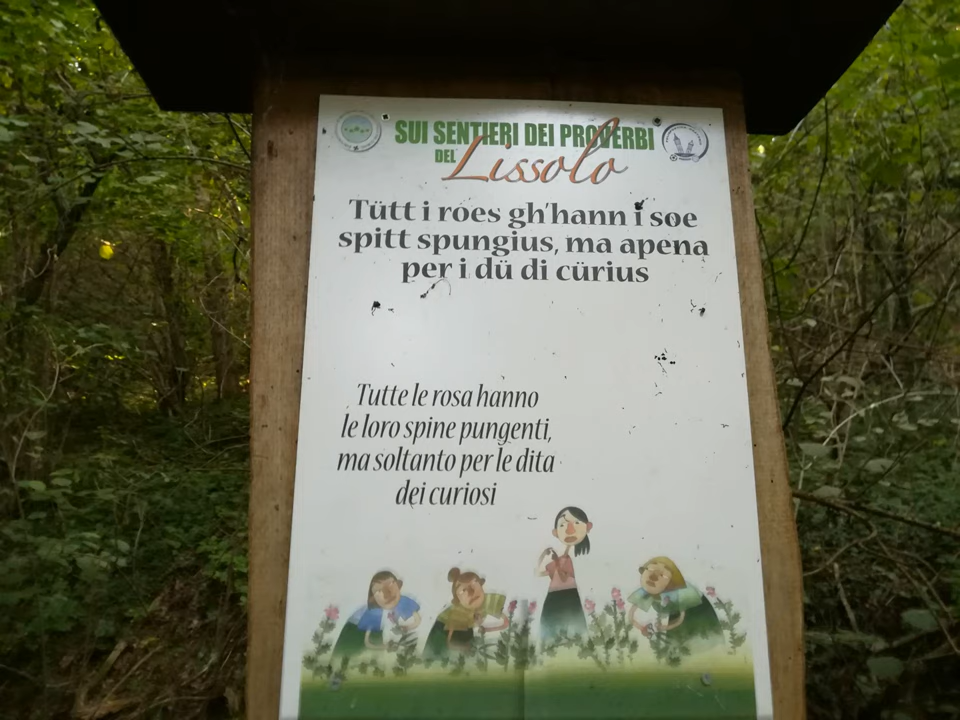 SUI SENTIERI DEI PROVERBI
DEL Lissolo
Tütt i roes gh'hann i søe
spitt spungius, ma apena
per i dü di cürius
Tutte le rosa hanno
le loro spine pungenti,
ma soltanto per le dita
dei curiosi